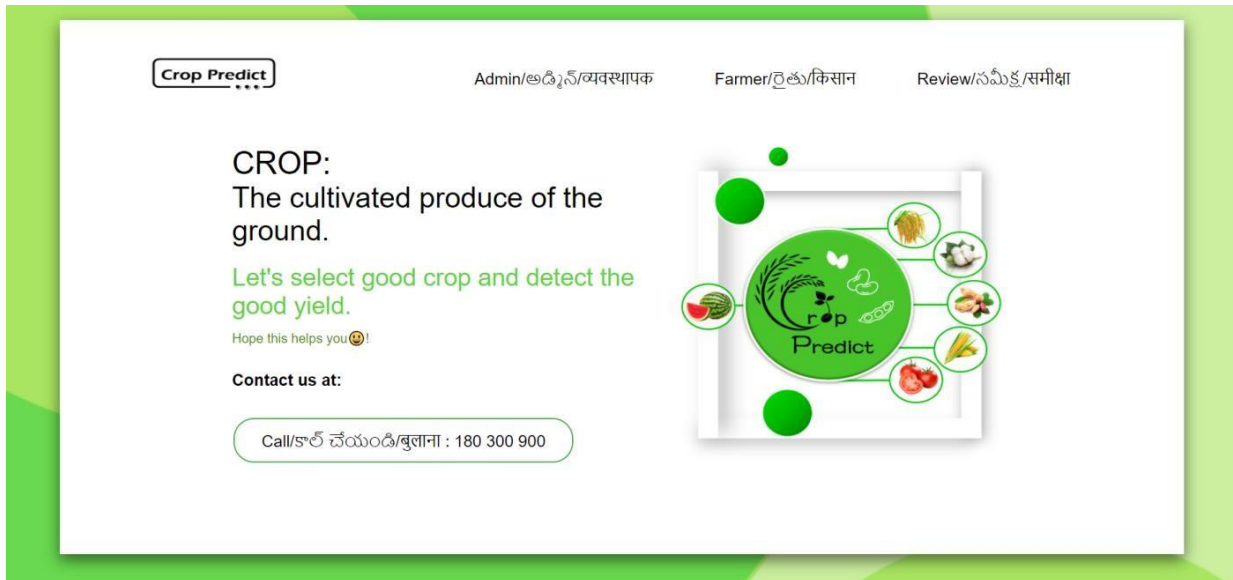 Crop Predict
Admin/అడ్మిన్/व्यवस्थापक
Farmer/రైతు/किसान
Review/సమీక్ష/समीक्षा
CROP:
The cultivated produce of the
ground.
Let's select good crop and detect the
good yield.
Hope this helps you😃!
Contact us at:
Call/కాల్ చేయండి/बुलाना : 180 300 900
Crop
Predict